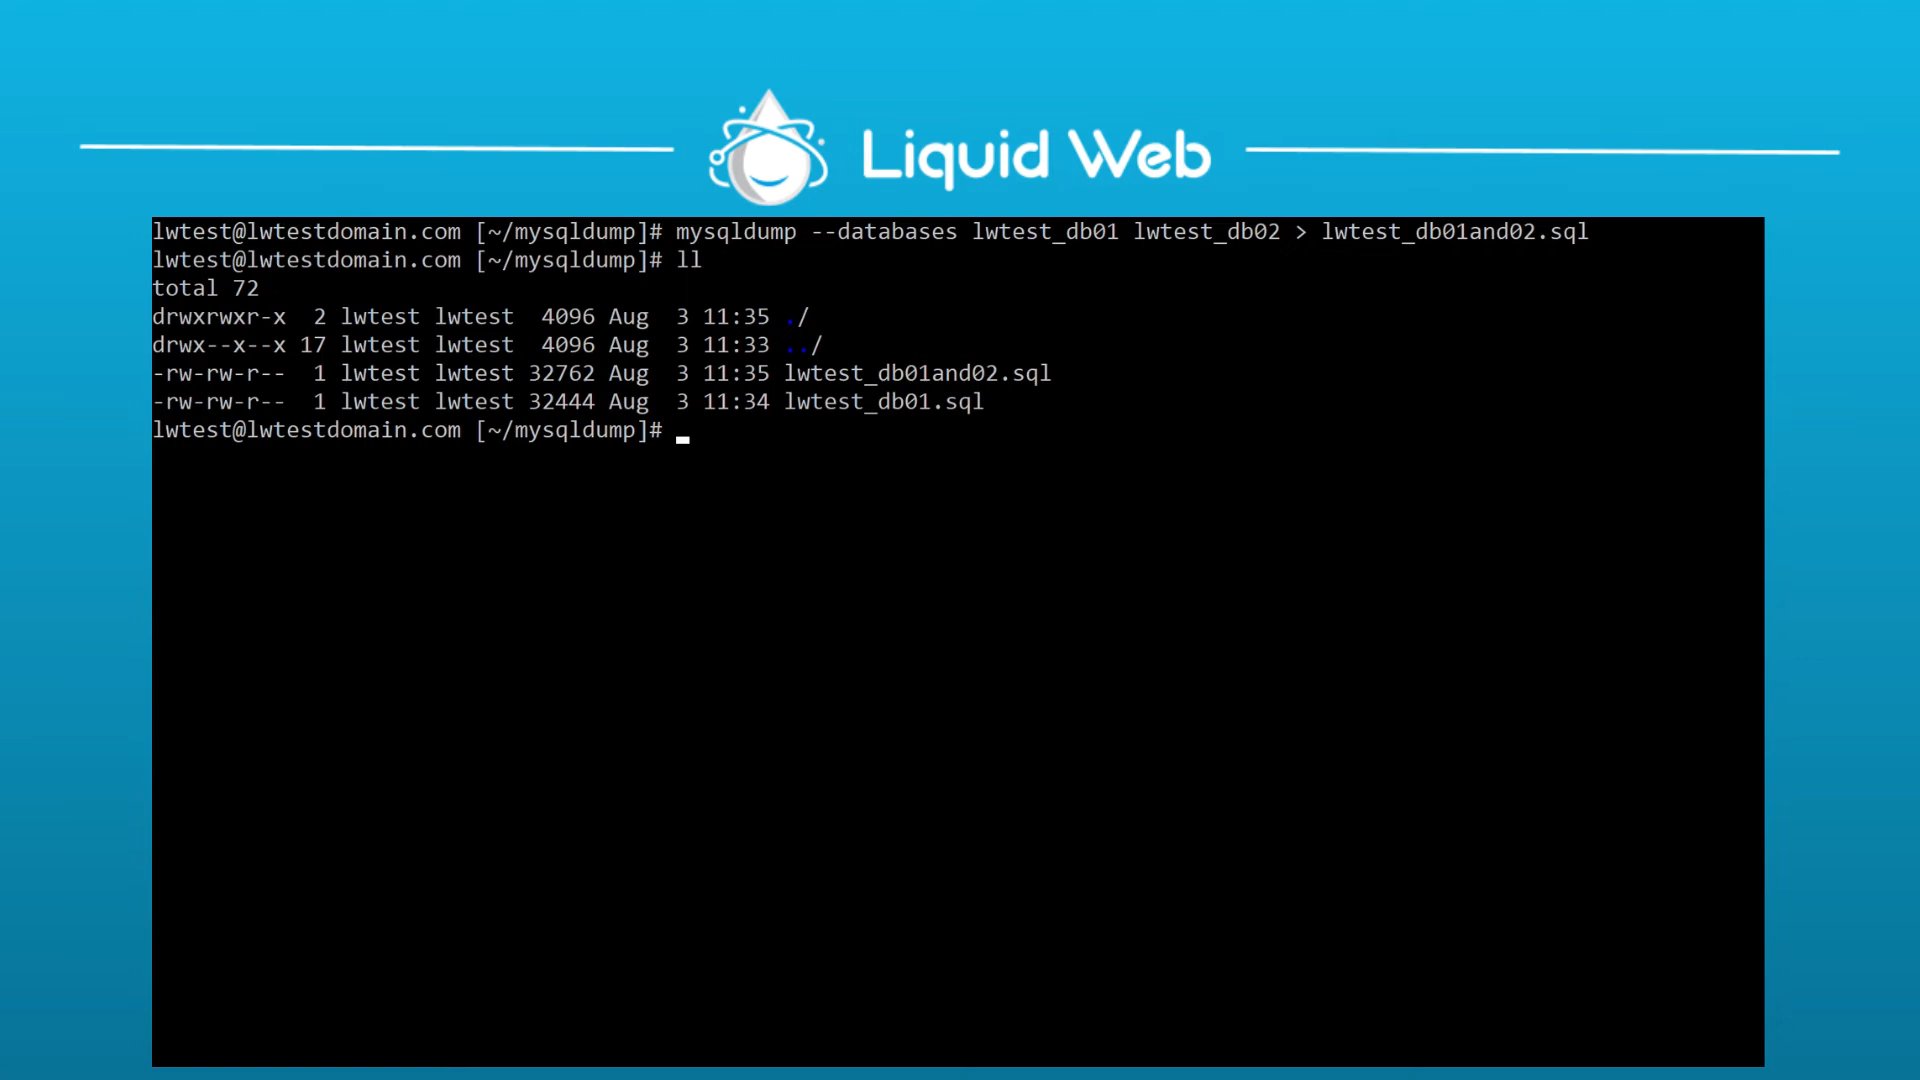 Liquid Web
lwtest@lwtestdomain.com [~/mysqldump]# mysqldump --databases lwtest_db01 lwtest_db02 > lwtest_db01and02.sql
lwtest@lwtestdomain.com [~/mysqldump]# ll
total 72
drwxrwxr-x  2 lwtest lwtest  4096 Aug  3 11:35 ./
drwx--x--x 17 lwtest lwtest  4096 Aug  3 11:33 ../
-rw-rw-r--  1 lwtest lwtest 32762 Aug  3 11:35 lwtest_db01and02.sql
-rw-rw-r--  1 lwtest lwtest 32444 Aug  3 11:34 lwtest_db01.sql
lwtest@lwtestdomain.com [~/mysqldump]#